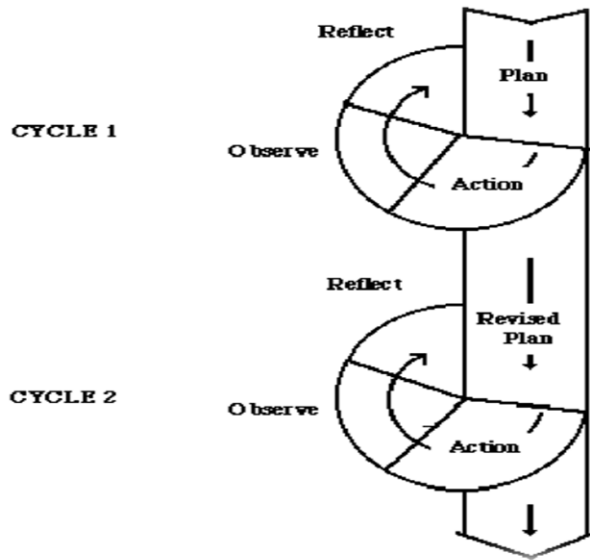 Reflect
Plan
CYCLE 1
Observe
Action
Reflect
Revised
Plan
CYCLE 2
Observe
Action